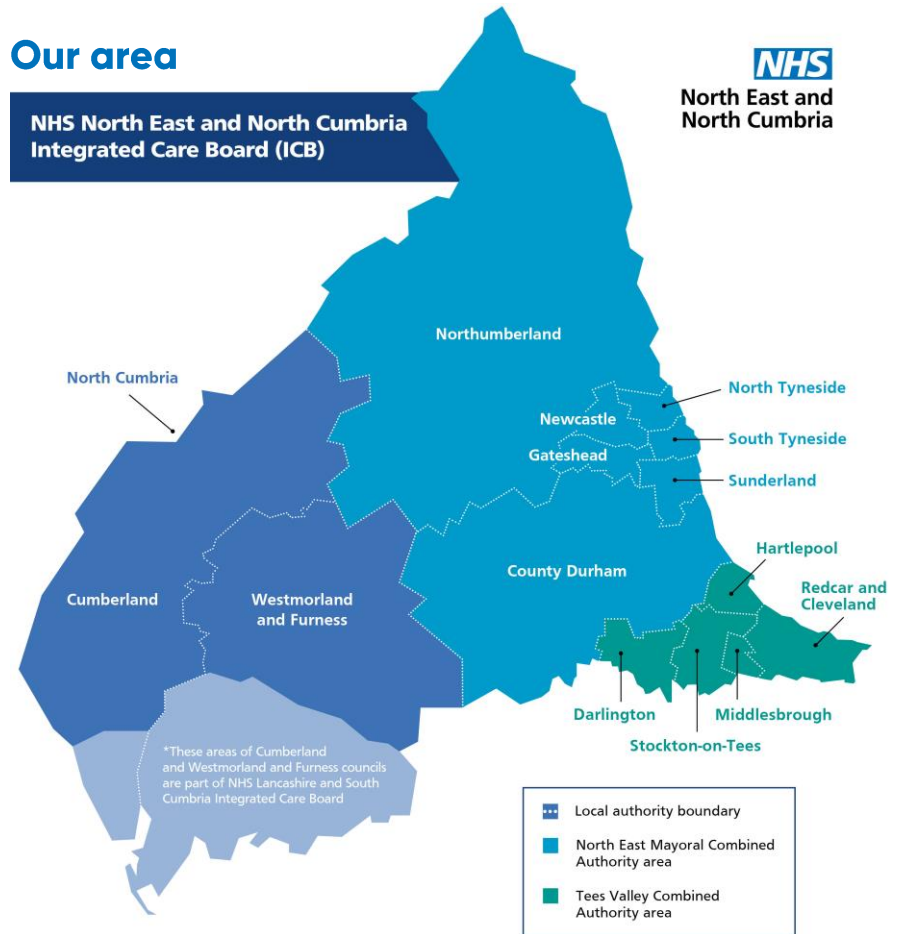 Our area
NHS
North East and
North Cumbria
NHS North East and North Cumbria
Integrated Care Board (ICB)
Northumberland
North Cumbria
North Tyneside
Newcastle
South Tyneside
Gateshead
Sunderland
Hartlepool
County Durham
Redcar and
Cleveland
Cumberland
Westmorland
and Furness
Darlington
Middlesbrough
Stockton-on-Tees
*These areas of Cumberland
and Westmorland and Furness councils
are part of NHS Lancashire and South
Cumbria Integrated Care Board
Local authority boundary
North East Mayoral Combined
Authority area
Tees Valley Combined
Authority area